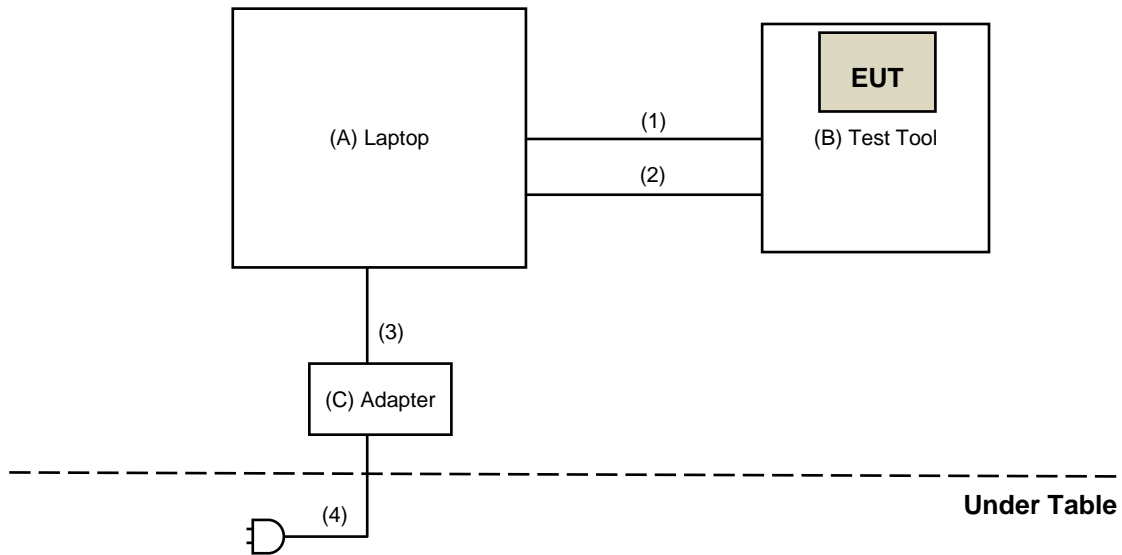 EUT
(1)
(A) Laptop
(B) Test Tool
(2)
(3)
(C) Adapter
Under Table
(4)